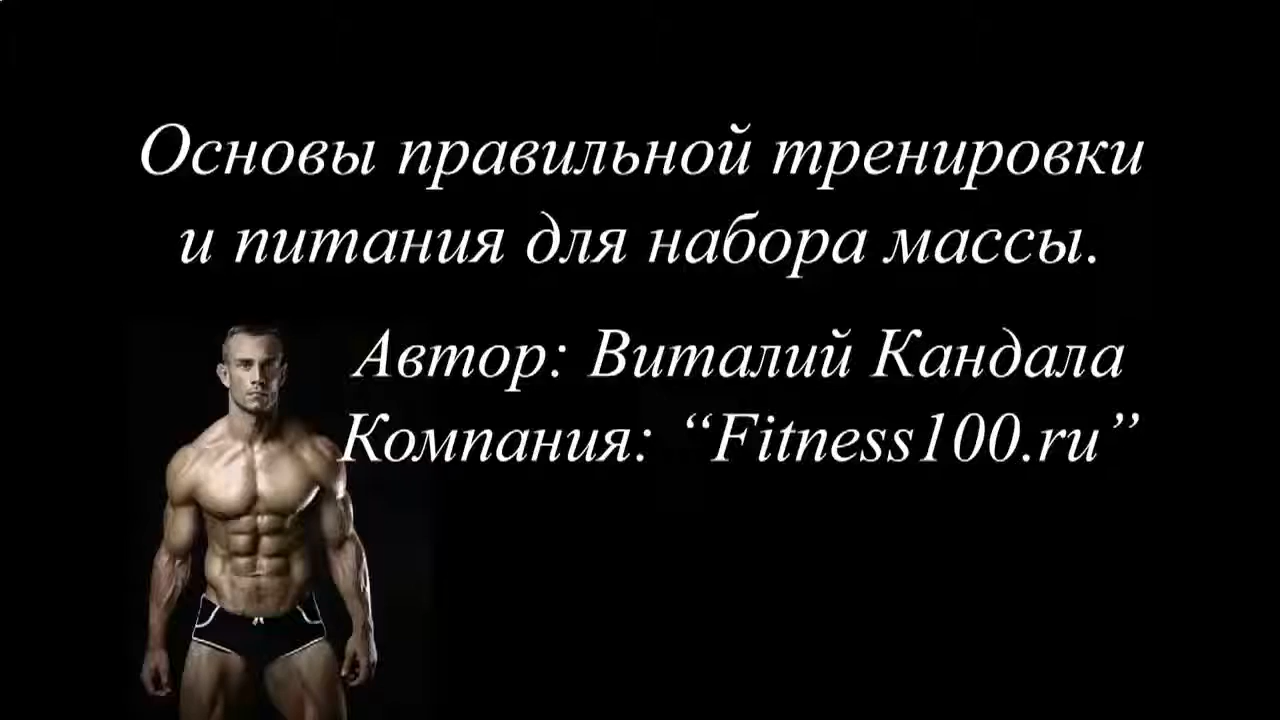 Основы правильной тренировки
и питания для набора массы.
Автор: Виталий Кандала
Компания: “Fitness100.ru”